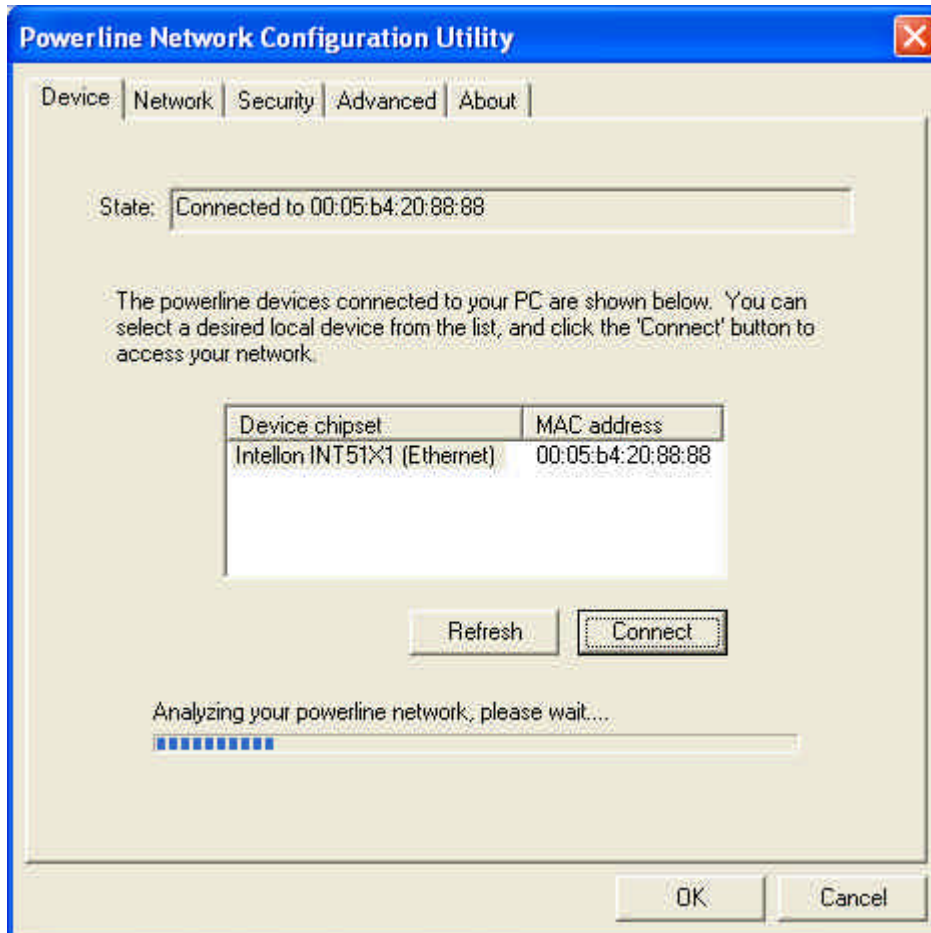 Powerline Network Configuration Utility
Device Network Security Advanced About
State: Connected to 00:05:b4:20:88:88
The powerline devices connected to your PC are shown below. You can
select a desired local device from the list, and click the 'Connect' button to
access your network.
Device chipset MAC address
Intellon INT51X1 (Ethernet) 00:05:b4:20:88:88
Refresh Connect
Analyzing your powerline network, please wait....
OK Cancel